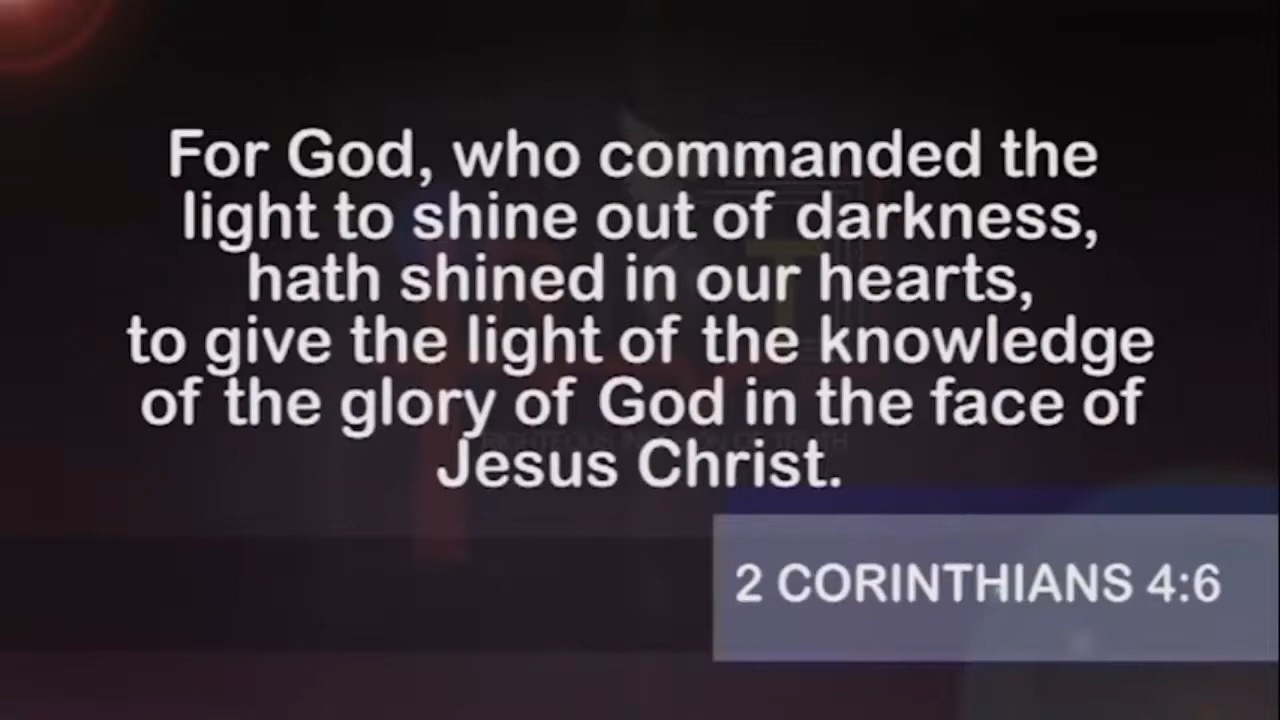 For God, who commanded the
light to shine out of darkness,
hath shined in our hearts,
to give the light of the knowledge
of the glory of God in the face of
Jesus Christ.
2 CORINTHIANS 4:6